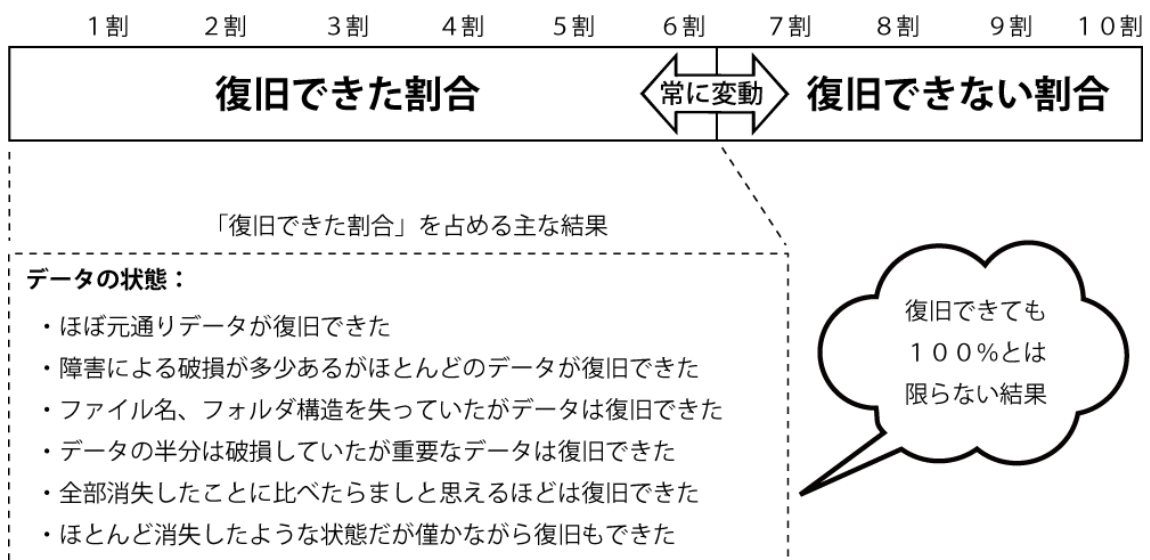 １割 ２割 ３割 ４割 ５割 ６割 ７割 ８割 ９割 １０割
復旧できた割合 常に変動 復旧できない割合
「復旧できた割合」を占める主な結果
データの状態：
・ほぼ元通りデータが復旧できた
・障害による破損が多少あるがほとんどのデータが復旧できた
・ファイル名、フォルダ構造を失っていたがデータは復旧できた
・データの半分は破損していたが重要なデータは復旧できた
・全部消失したことに比べたらましと思えるほどは復旧できた
・ほとんど消失したような状態だが僅かながら復旧もできた
復旧できても
１００%とは
限らない結果